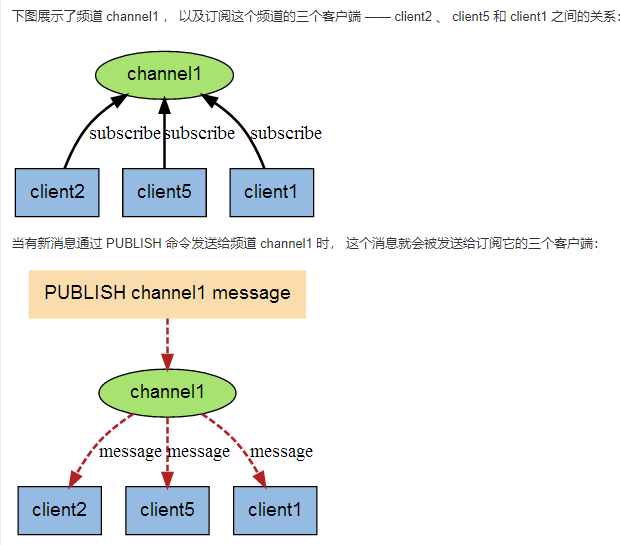 下图展示了频道 channel1 ， 以及订阅这个频道的三个客户端 —— client2 、 client5 和 client1 之间的关系：
channel1
subscribe subscribe subscribe
client2 client5 client1
当有新消息通过 PUBLISH 命令发送给频道 channel1 时， 这个消息就会被发送给订阅它的三个客户端：
PUBLISH channel1 message
channel1
message message message
client2 client5 client1